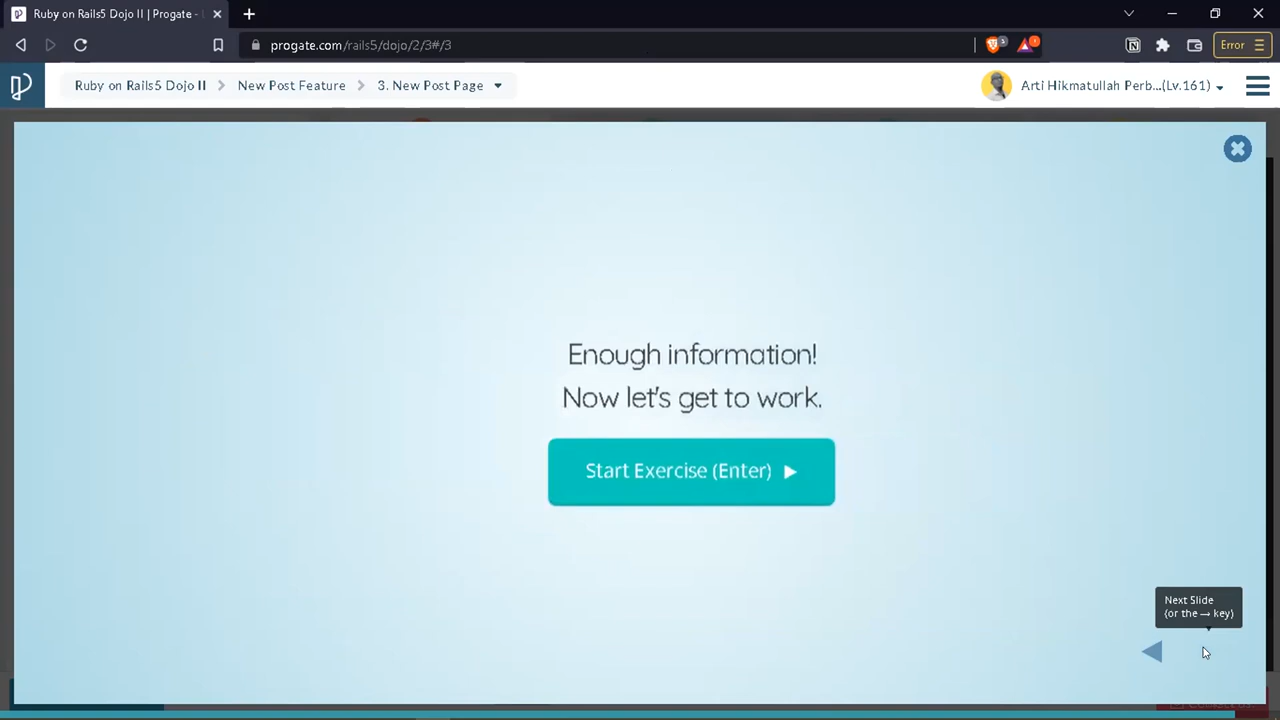 Ruby on Rails5 Dojo II | Progate -
progate.com/rails5/dojo/2/3#/3
Error
Ruby on Rails5 Dojo II
New Post Feature
3. New Post Page
Arti Hikmatullah Perb...(Lv.161)
Enough information!
Now let's get to work.
Start Exercise (Enter)
Next Slide
(or the → key)